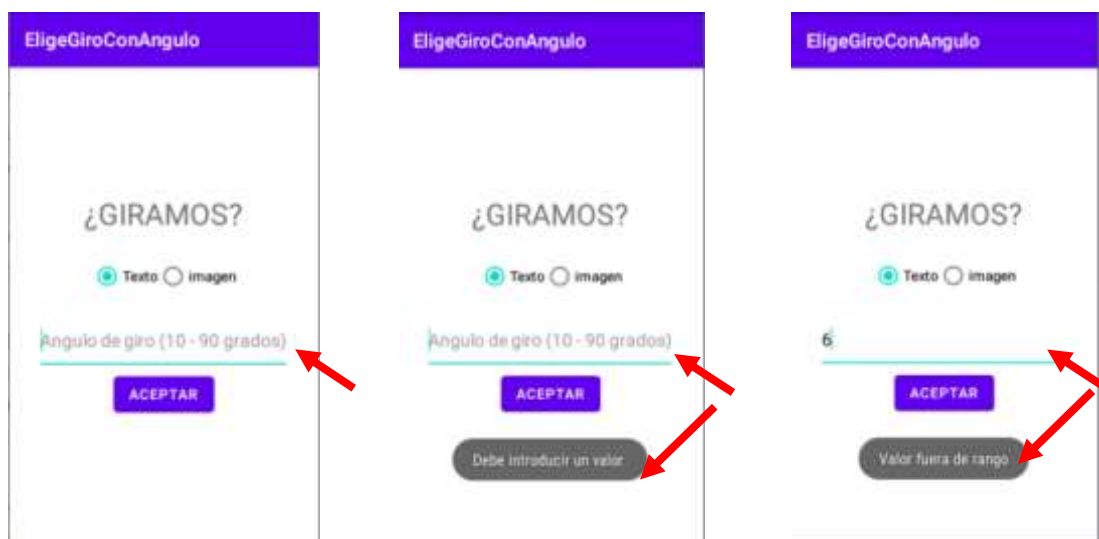 EligeGiroConAngulo
¿GIRAMOS?
Texto imagen
Angulo de giro (10 - 90 grados)
ACEPTAR
EligeGiroConAngulo
¿GIRAMOS?
Texto imagen
Angulo de giro (10 - 90 grados)
ACEPTAR
Debe introducir un valor
EligeGiroConAngulo
¿GIRAMOS?
Texto imagen
6
ACEPTAR
Valor fuera de rango